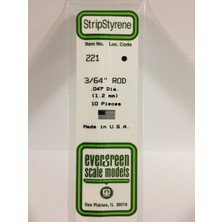 StripStyrene
Item No. Loc. Code
221
3/64" ROD
.047 Dia.
(1.2 mm)
10 Pieces
Made in U.S.A.
evergreen
scale models
Des Plaines, IL 60018